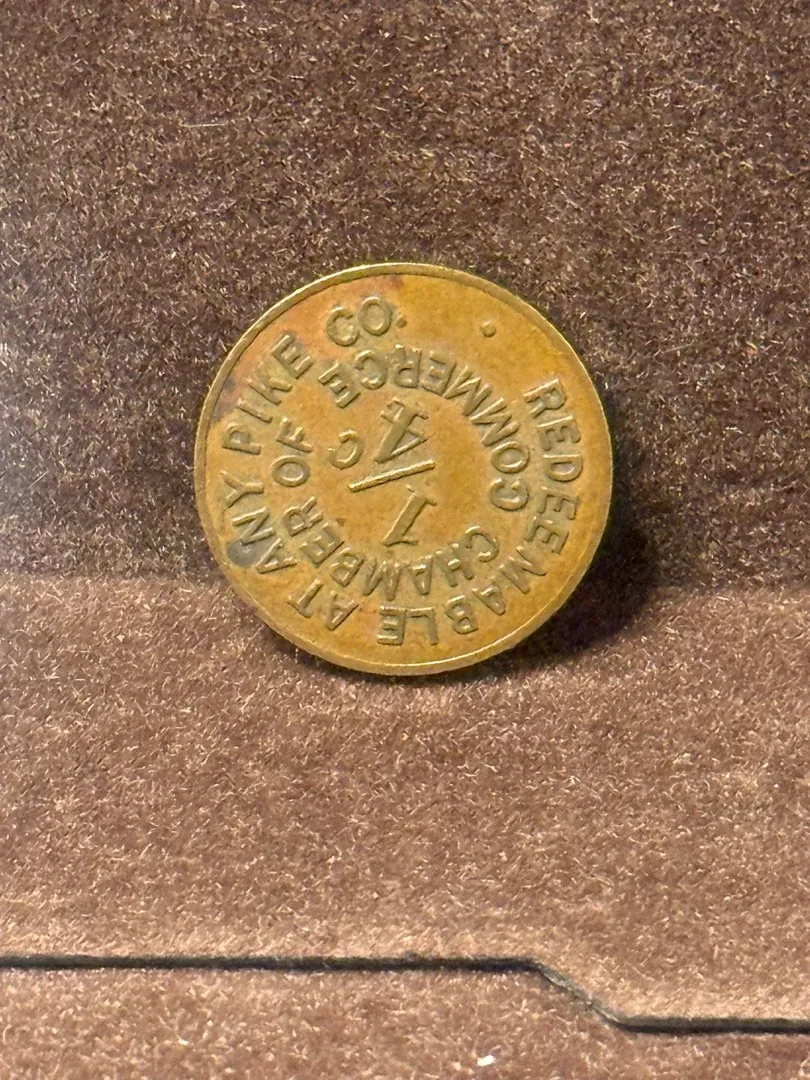 REDEEMABLE AT ANY PIKE CO.
CHAMBER OF COMMERCE
1/4 C